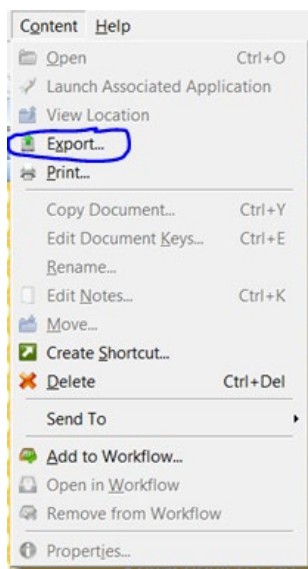 Content Help
Open Ctrl+O
Launch Associated Application
View Location
Export...
Print...
Copy Document... Ctrl+Y
Edit Document Keys... Ctrl+E
Rename...
Edit Notes... Ctrl+K
Move...
Create Shortcut...
Delete Ctrl+Del
Send To
Add to Workflow...
Open in Workflow
Remove from Workflow
Properties...